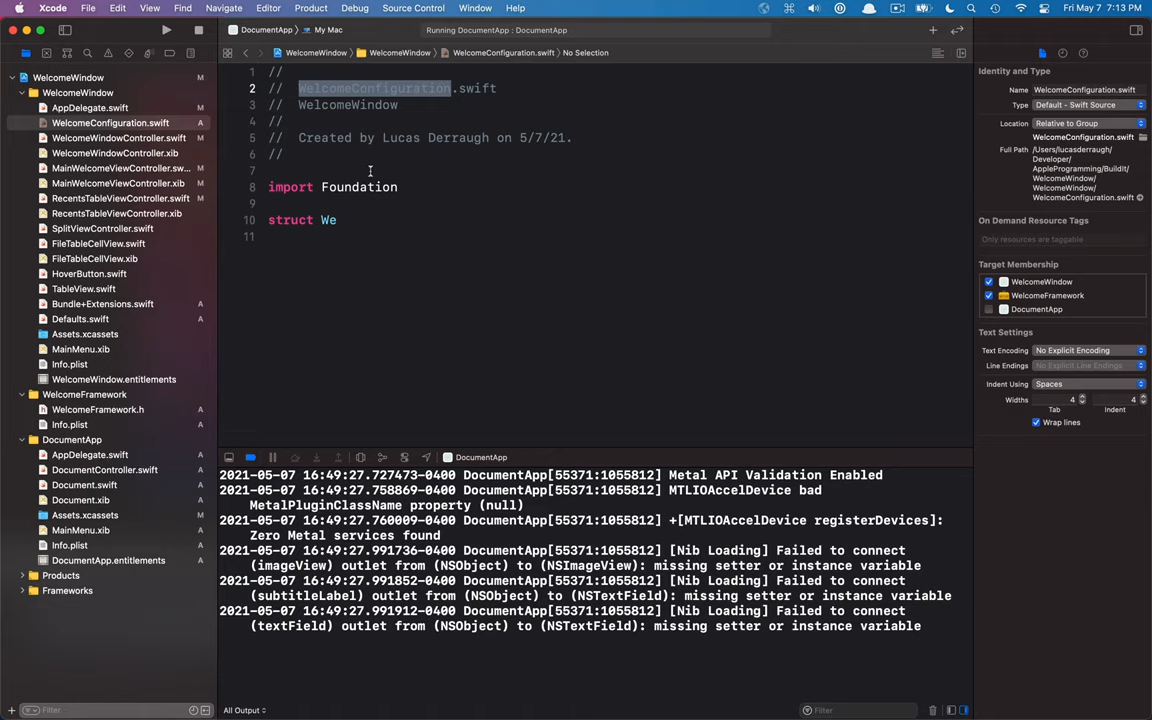 Xcode File Edit View Find Navigate Editor Product Debug Source Control Window Help Fri May 7 7:13 PM
DocumentApp › My Mac Running DocumentApp : DocumentApp
WelcomeWindow › WelcomeWindow › WelcomeConfiguration.swift › No Selection
WelcomeWindow M
WelcomeWindow
AppDelegate.swift M
WelcomeConfiguration.swift A
WelcomeWindowController.swift M
WelcomeWindowController.xib
MainWelcomeViewController.sw... M
MainWelcomeViewController.xib M
RecentsTableViewController.swift M
RecentsTableViewController.xib
SplitViewController.swift
FileTableCellView.swift
FileTableCellView.xib
HoverButton.swift
TableView.swift
Bundle+Extensions.swift A
Defaults.swift A
Assets.xcassets
MainMenu.xib
Info.plist
WelcomeWindow.entitlements
WelcomeFramework
WelcomeFramework.h A
Info.plist A
DocumentApp
AppDelegate.swift A
DocumentController.swift A
Document.swift A
Document.xib A
Assets.xcassets A
MainMenu.xib A
Info.plist A
DocumentApp.entitlements A
Products
Frameworks
Filter
1 //
2 // WelcomeConfiguration.swift
3 // WelcomeWindow
4 //
5 // Created by Lucas Derraugh on 5/7/21.
6 //
7
8 import Foundation
9
10 struct We
11
DocumentApp
2021-05-07 16:49:27.727473-0400 DocumentApp[55371:1055812] Metal API Validation Enabled
2021-05-07 16:49:27.758869-0400 DocumentApp[55371:1055812] MTLIOAccelDevice bad
MetalPluginClassName property (null)
2021-05-07 16:49:27.760009-0400 DocumentApp[55371:1055812] +[MTLIOAccelDevice registerDevices]:
Zero Metal services found
2021-05-07 16:49:27.991736-0400 DocumentApp[55371:1055812] [Nib Loading] Failed to connect
(imageView) outlet from (NSObject) to (NSImageView): missing setter or instance variable
2021-05-07 16:49:27.991852-0400 DocumentApp[55371:1055812] [Nib Loading] Failed to connect
(subtitleLabel) outlet from (NSObject) to (NSTextField): missing setter or instance variable
2021-05-07 16:49:27.991912-0400 DocumentApp[55371:1055812] [Nib Loading] Failed to connect
(textField) outlet from (NSObject) to (NSTextField): missing setter or instance variable
All Output Filter
Identity and Type
Name WelcomeConfiguration.swift
Type Default - Swift Source
Location Relative to Group
WelcomeConfiguration.swift
Full Path /Users/lucasderraugh/
Developer/
AppleProgramming/BuildIt/
WelcomeWindow/
WelcomeWindow/
WelcomeConfiguration.swift
On Demand Resource Tags
Only resources are taggable
Target Membership
WelcomeWindow
WelcomeFramework
DocumentApp
Text Settings
Text Encoding No Explicit Encoding
Line Endings No Explicit Line Endings
Indent Using Spaces
Widths 4 4
Tab Indent
Wrap lines